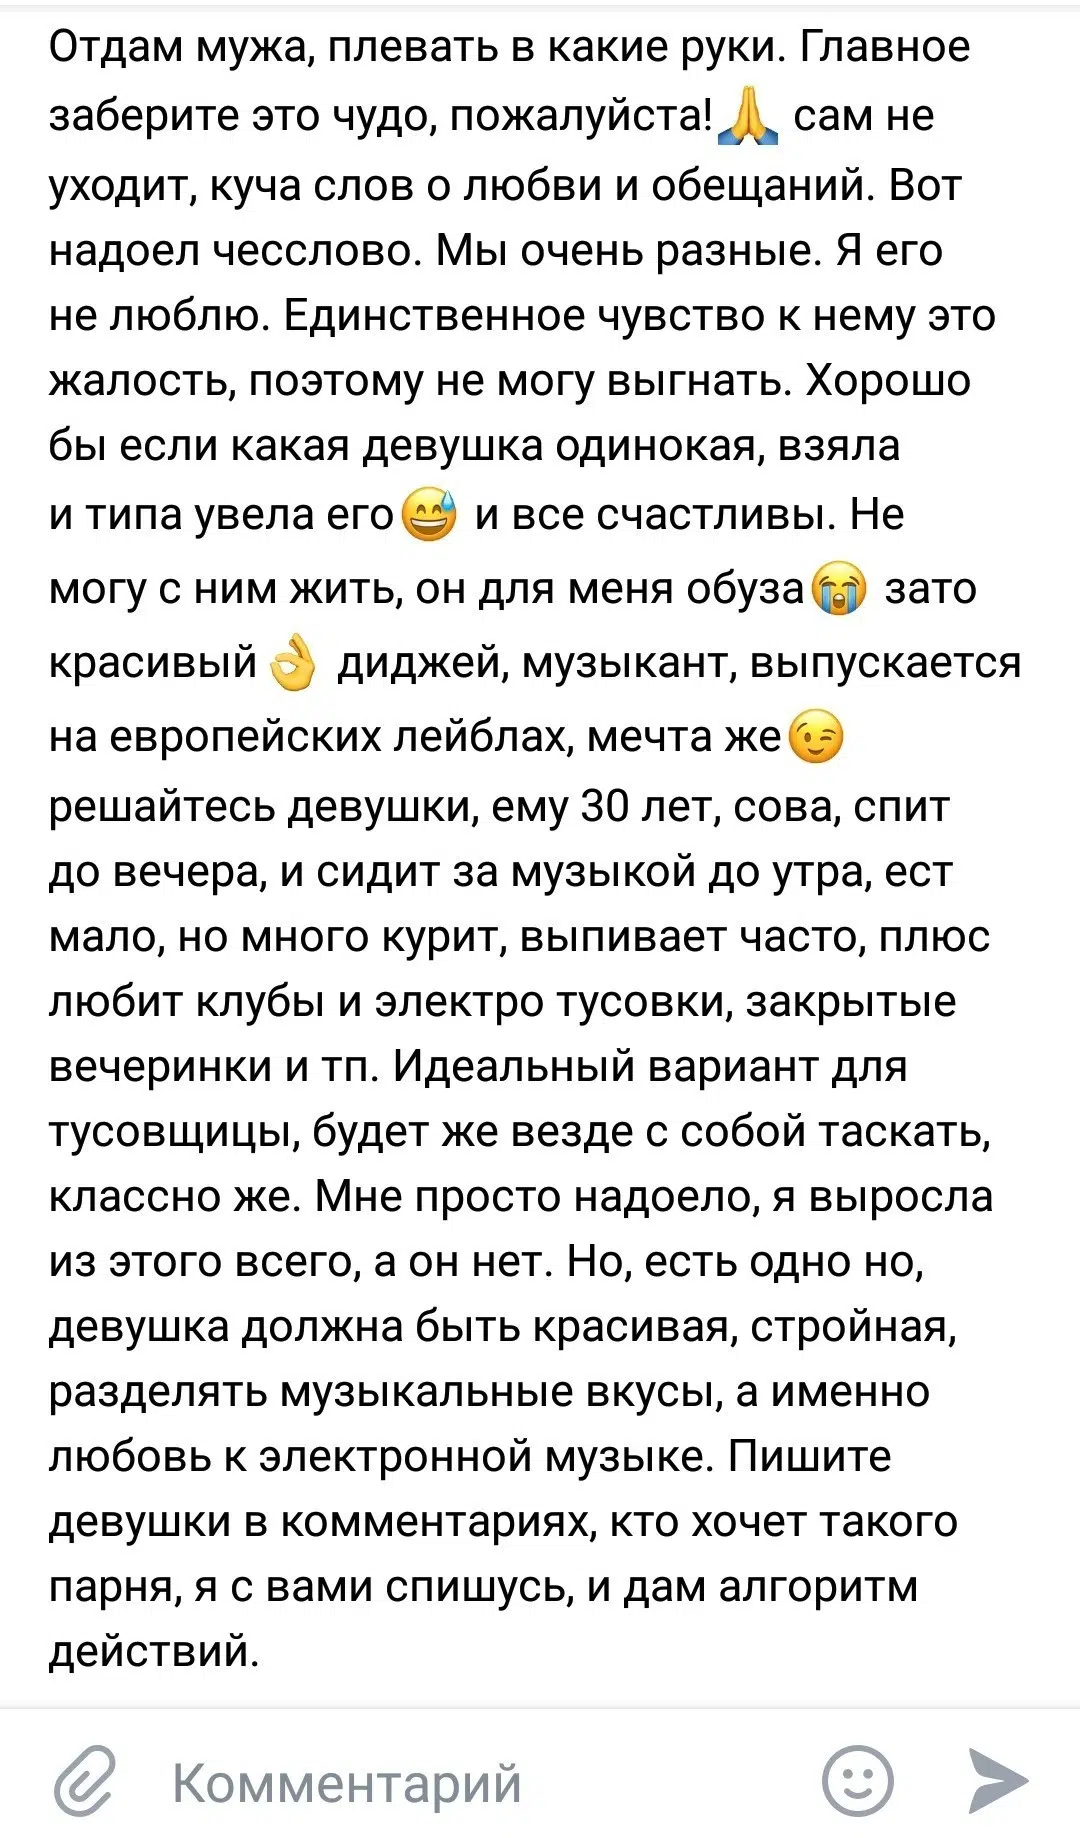 Отдам мужа, плевать в какие руки. Главное
заберите это чудо, пожалуйста!🙏 сам не
уходит, куча слов о любви и обещаний. Вот
надоел чесслово. Мы очень разные. Я его
не люблю. Единственное чувство к нему это
жалость, поэтому не могу выгнать. Хорошо
бы если какая девушка одинокая, взяла
и типа увела его😅 и все счастливы. Не
могу с ним жить, он для меня обуза😭 зато
красивый👌 диджей, музыкант, выпускается
на европейских лейблах, мечта же😉
решайтесь девушки, ему 30 лет, сова, спит
до вечера, и сидит за музыкой до утра, ест
мало, но много курит, выпивает часто, плюс
любит клубы и электро тусовки, закрытые
вечеринки и тп. Идеальный вариант для
тусовщицы, будет же везде с собой таскать,
классно же. Мне просто надоело, я выросла
из этого всего, а он нет. Но, есть одно но,
девушка должна быть красивая, стройная,
разделять музыкальные вкусы, а именно
любовь к электронной музыке. Пишите
девушки в комментариях, кто хочет такого
парня, я с вами спишусь, и дам алгоритм
действий.
Комментарий